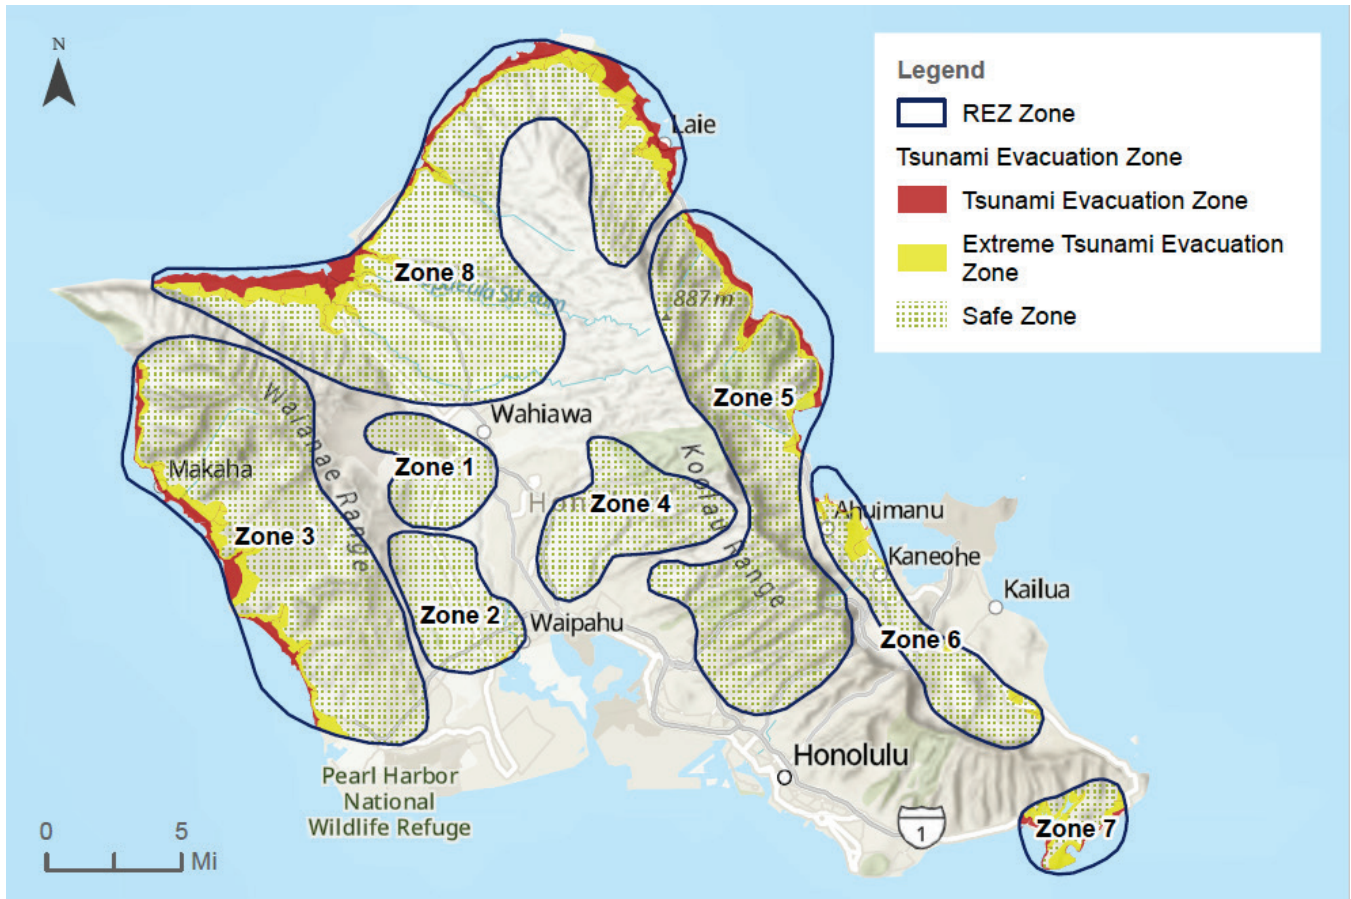 N
Legend
REZ Zone
Tsunami Evacuation Zone
Tsunami Evacuation Zone
Extreme Tsunami Evacuation
Zone
Safe Zone
Laie
Zone 8
887 m
Zone 5
Waianae Range
Wahiawa
Makaha
Zone 1
Zone 4
Koolau Range
Zone 3
Ahuimanu
Kaneohe
Kailua
Zone 2
Waipahu
Zone 6
Honolulu
Pearl Harbor
National
Wildlife Refuge
1
Zone 7
0 5
Mi